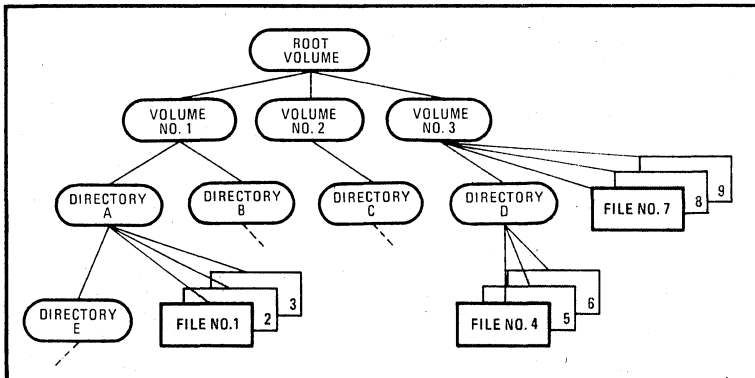 ROOT
VOLUME
VOLUME
NO. 1
VOLUME
NO. 2
VOLUME
NO. 3
DIRECTORY
A
DIRECTORY
B
DIRECTORY
C
DIRECTORY
D
FILE NO. 7
8
9
DIRECTORY
E
FILE NO.1
2
3
FILE NO. 4
5
6